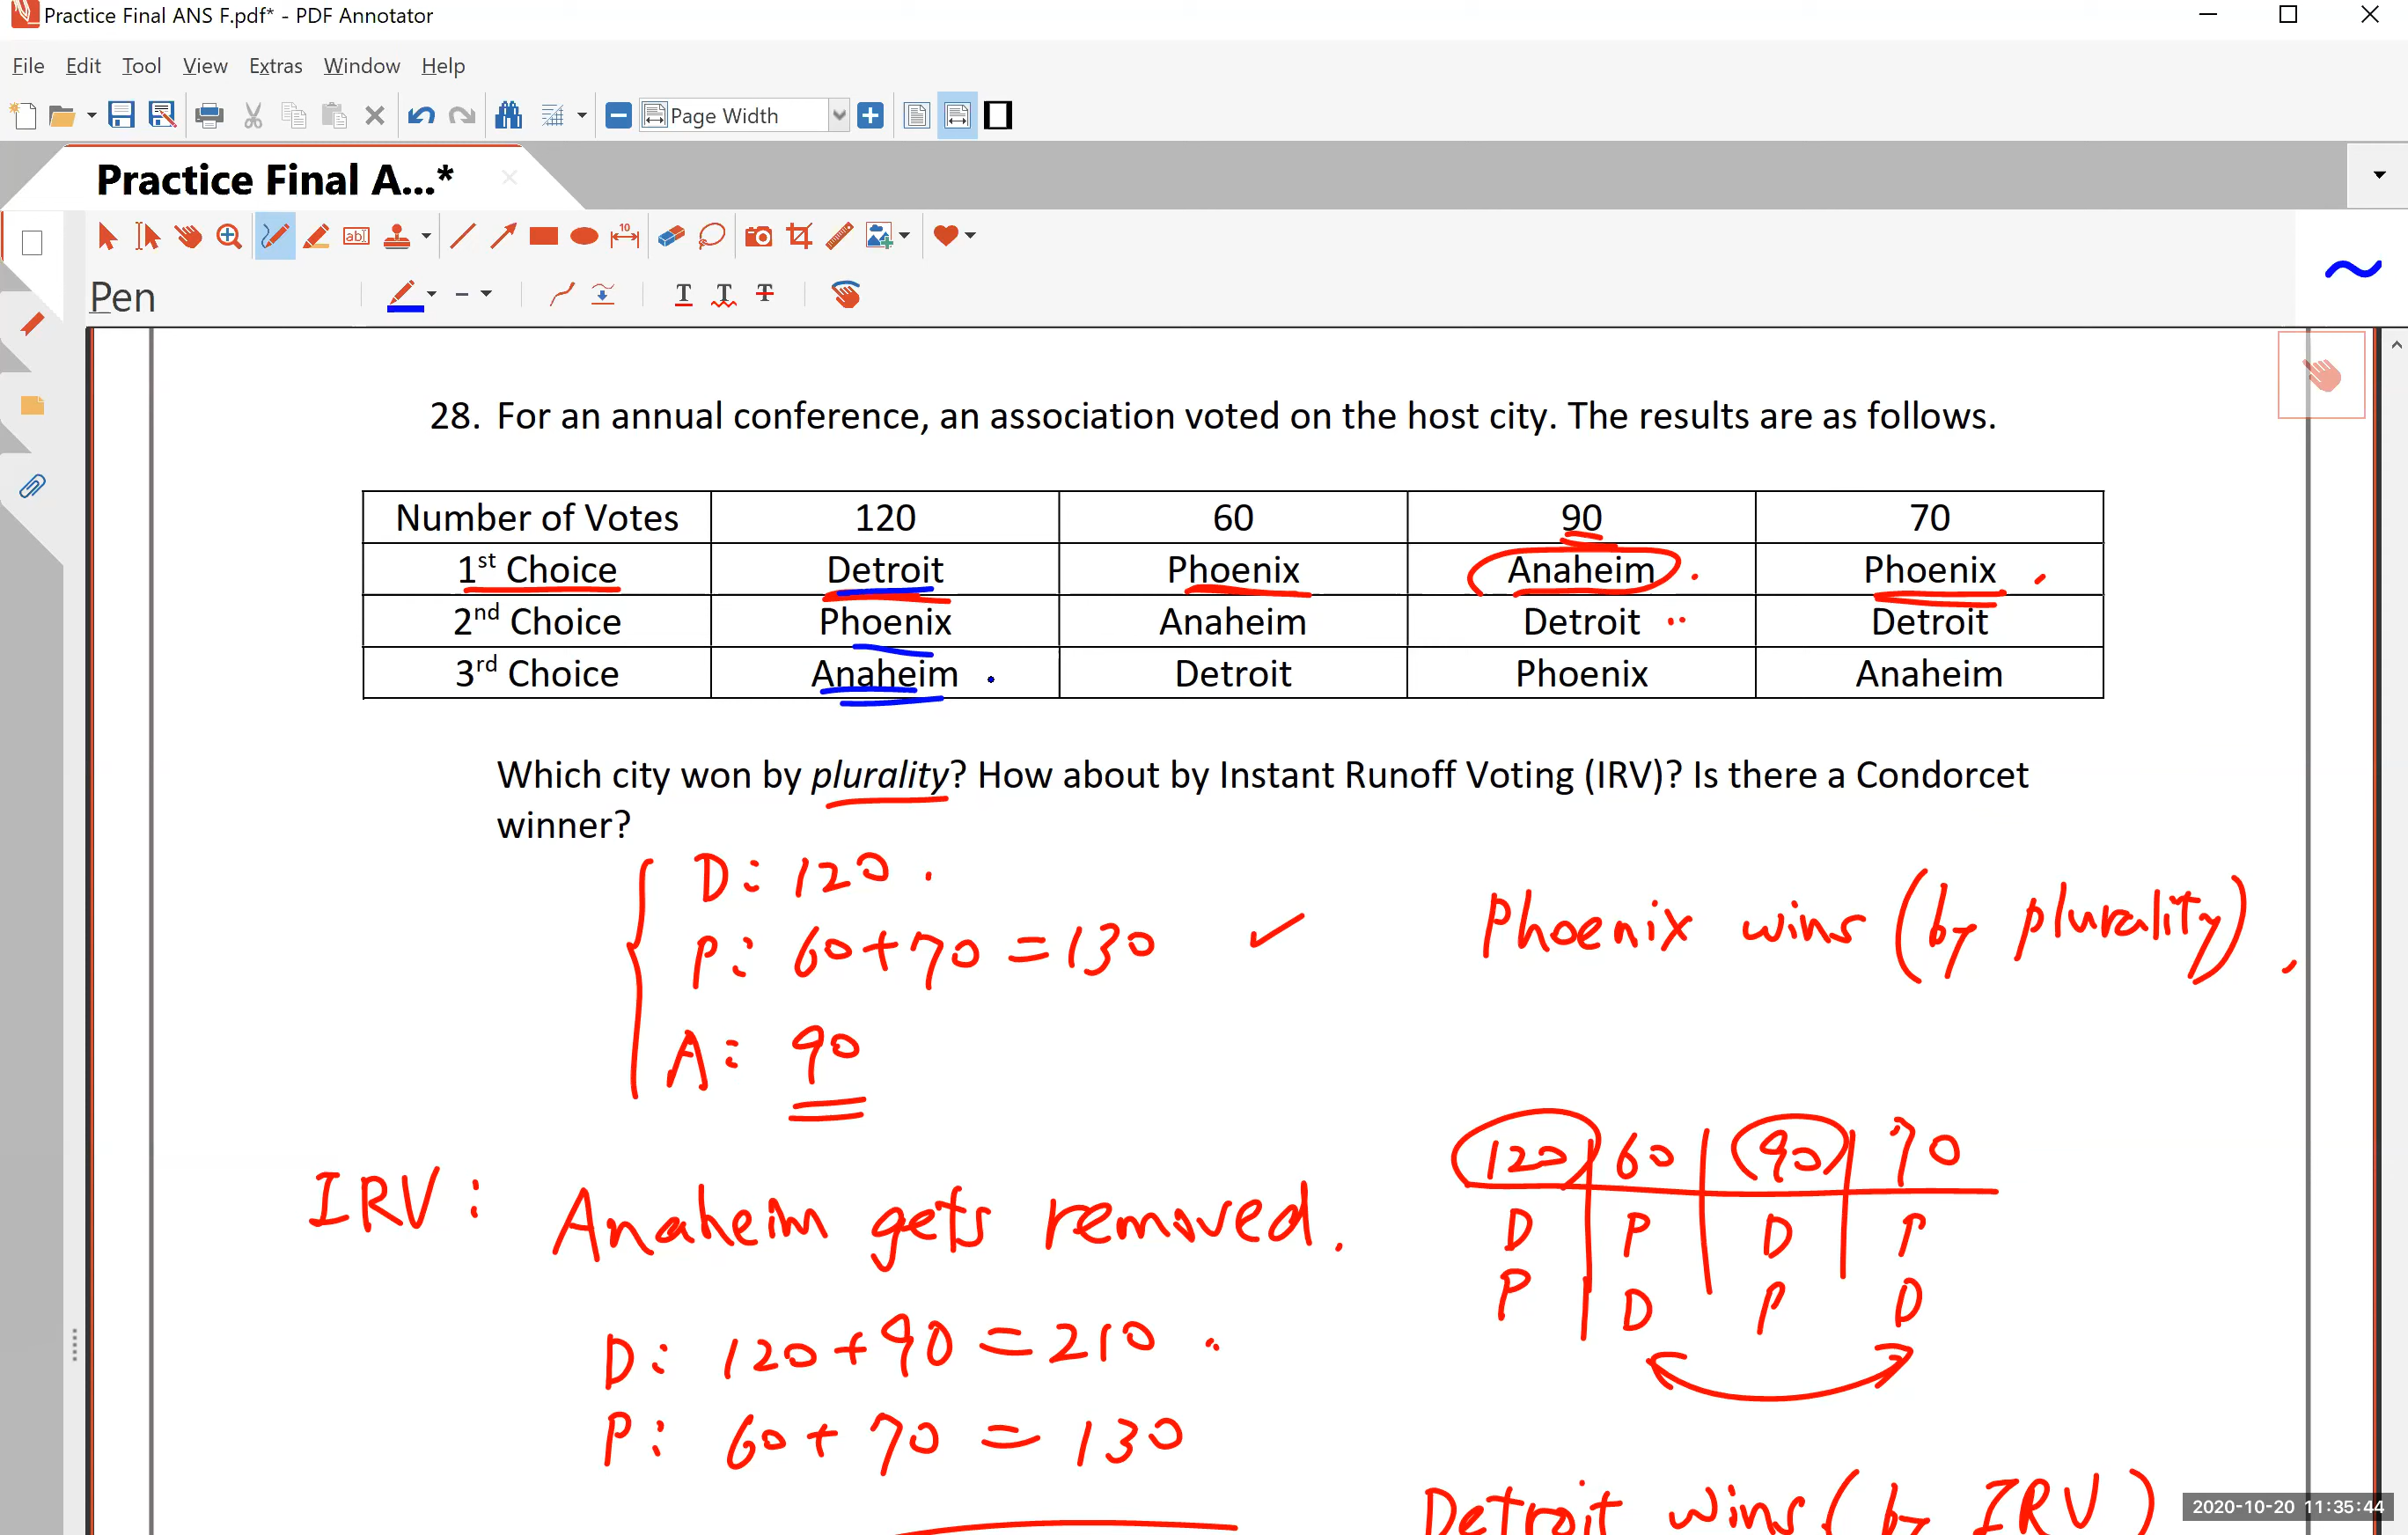 Practice Final ANS F.pdf* - PDF Annotator
File Edit Tool View Extras Window Help
Page Width
Practice Final A...*
ab 10
Pen
T T T
28. For an annual conference, an association voted on the host city. The results are as follows.
Number of Votes 120 60 90 70
1st Choice Detroit Phoenix Anaheim Phoenix
2nd Choice Phoenix Anaheim Detroit Detroit
3rd Choice Anaheim Detroit Phoenix Anaheim
Which city won by plurality? How about by Instant Runoff Voting (IRV)? Is there a Condorcet
winner?
D: 120.
P: 60+70 = 130 ✓ Phoenix wins (by plurality),
A: 90
120 60 90 70
IRV: Anaheim gets removed.
D P D P
P D P D
D: 120+90 = 210
P: 60+70 = 130
Detroit wins (by IRV)
2020-10-20 11:35:44